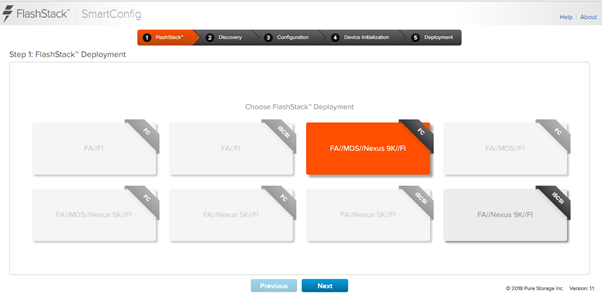 FlashStack™ SmartConfig
Help | About
1 FlashStack™ 2 Discovery 3 Configuration 4 Device Initialization 5 Deployment
Step 1: FlashStack™ Deployment
Choose FlashStack™ Deployment
FC
FA//FI
iSCSI
FA//FI
FC
FA//MDS//Nexus 9K//FI
FC
FA//MDS//FI
FC
FA//MDS//Nexus 5K//FI
FC
FA//Nexus 5K//FI
iSCSI
FA//Nexus 5K//FI
iSCSI
FA//Nexus 9K//FI
Previous Next
© 2018 Pure Storage Inc Version: 1.1